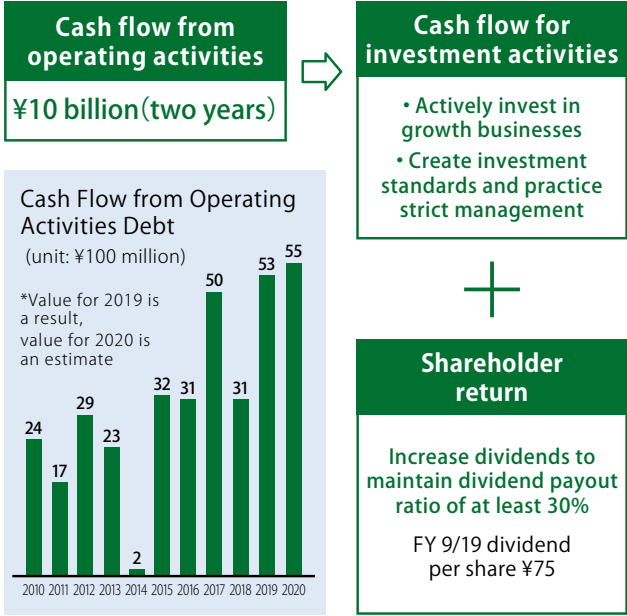 Cash flow from
operating activities
¥10 billion(two years)
Cash flow for
investment activities
• Actively invest in
growth businesses
• Create investment
standards and practice
strict management
Cash Flow from Operating
Activities Debt
(unit: ¥100 million)
*Value for 2019 is
a result,
value for 2020 is
an estimate
24
17
29
23
2
32
31
50
31
53
55
2010 2011 2012 2013 2014 2015 2016 2017 2018 2019 2020
Shareholder
return
Increase dividends to
maintain dividend payout
ratio of at least 30%
FY 9/19 dividend
per share ¥75